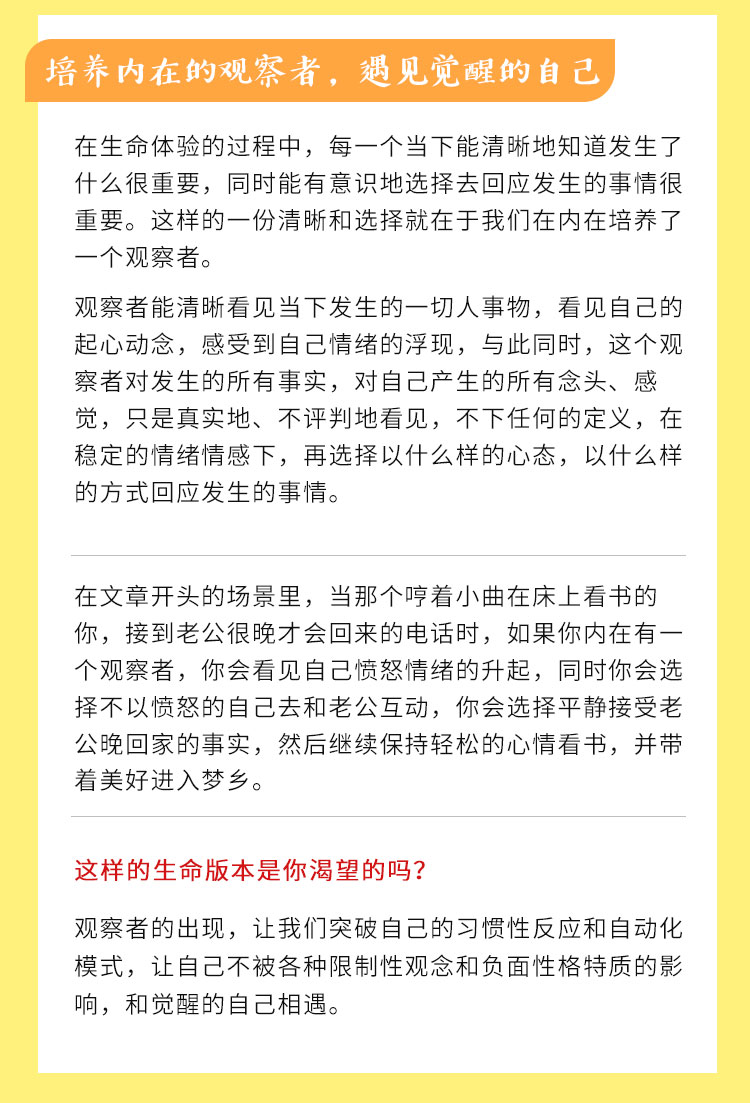 培养内在的观察者，遇见觉醒的自己
在生命体验的过程中，每一个当下能清晰地知道发生了
什么很重要，同时能有意识地选择去回应发生的事情很
重要。这样的一份清晰和选择就在于我们在内在培养了
一个观察者。
观察者能清晰看见当下发生的一切人事物，看见自己的
起心动念，感受到自己情绪的浮现，与此同时，这个观
察者对发生的所有事实，对自己产生的所有念头、感
觉，只是真实地、不评判地看见，不下任何的定义，在
稳定的情绪情感下，再选择以什么样的心态，以什么样
的方式回应发生的事情。
在文章开头的场景里，当那个哼着小曲在床上看书的
你，接到老公很晚才会回来的电话时，如果你内在有一
个观察者，你会看见自己愤怒情绪的升起，同时你会选
择不以愤怒的自己去和老公互动，你会选择平静接受老
公晚回家的事实，然后继续保持轻松的心情看书，并带
着美好进入梦乡。
这样的生命版本是你渴望的吗？
观察者的出现，让我们突破自己的习惯性反应和自动化
模式，让自己不被各种限制性观念和负面性格特质的影
响，和觉醒的自己相遇。